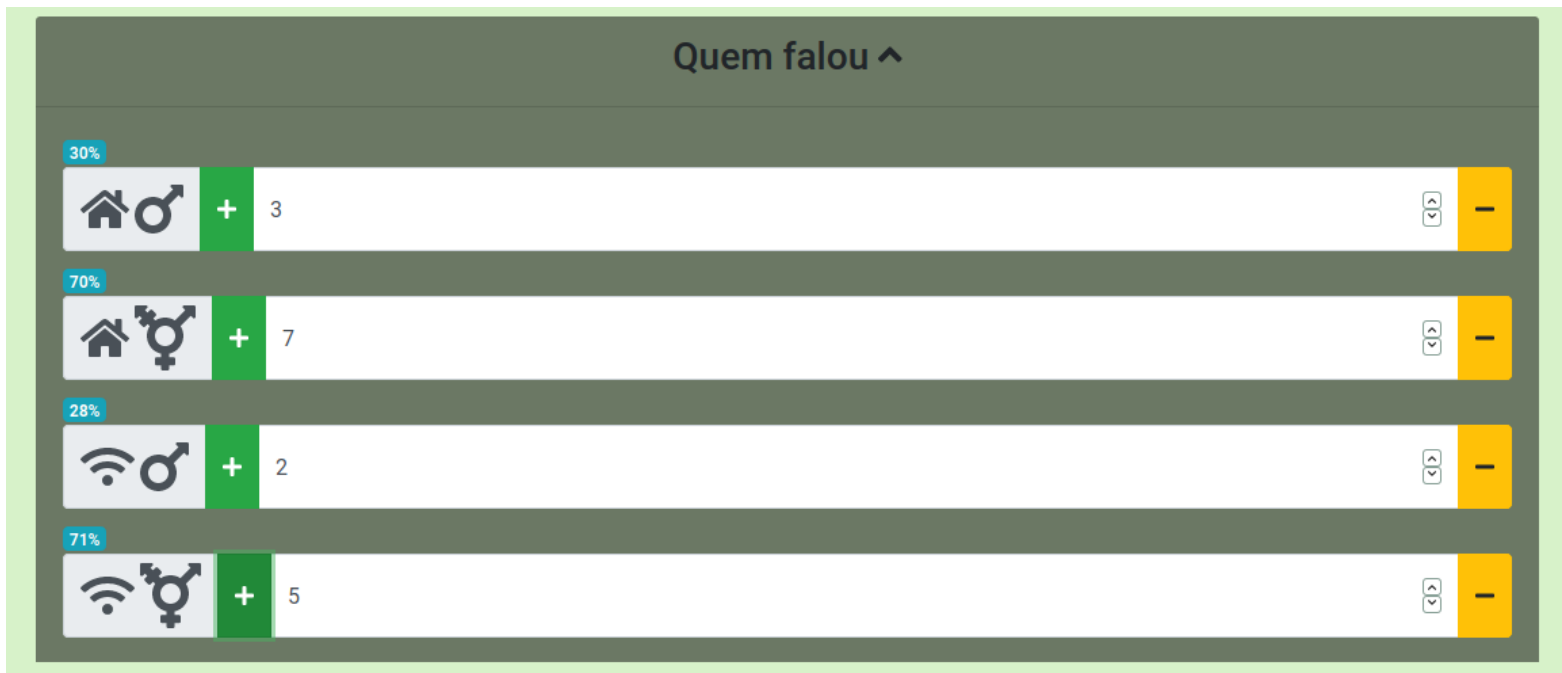 Quem falou
30%
+ 3 −
70%
+ 7 −
28%
+ 2 −
71%
+ 5 −